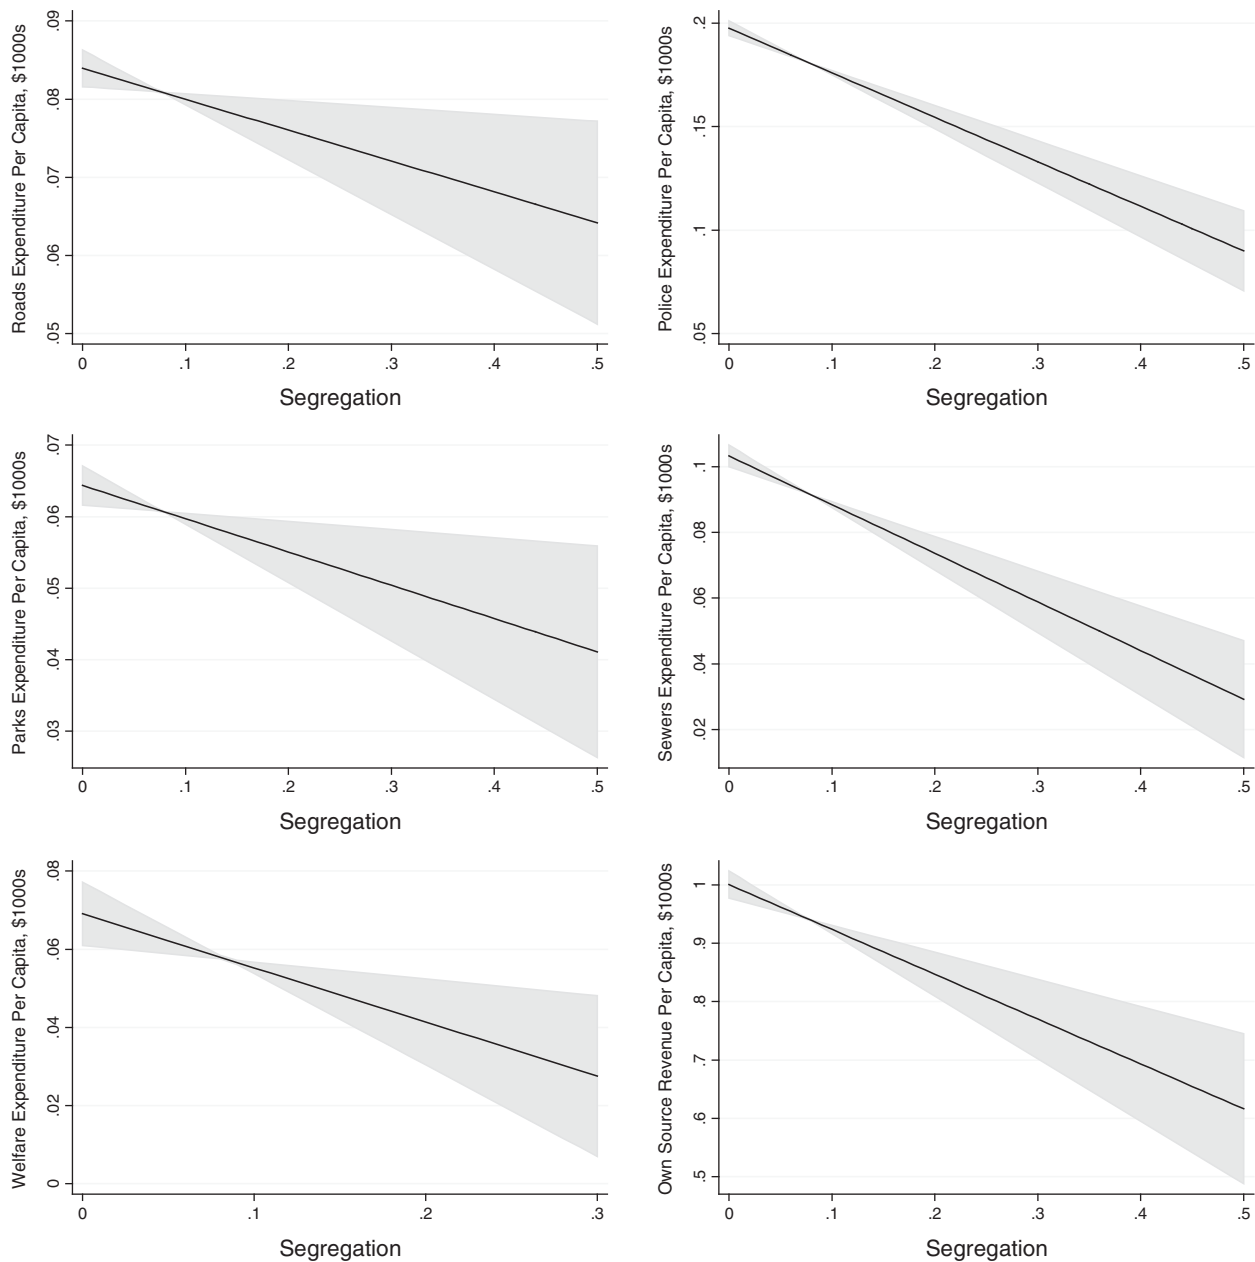 Roads Expenditure Per Capita, $1000s
.09
.08
.07
.06
.05
0 .1 .2 .3 .4 .5
Segregation
Police Expenditure Per Capita, $1000s
.2
.15
.1
.05
0 .1 .2 .3 .4 .5
Segregation
Parks Expenditure Per Capita, $1000s
.07
.06
.05
.04
.03
0 .1 .2 .3 .4 .5
Segregation
Sewers Expenditure Per Capita, $1000s
.1
.08
.06
.04
.02
0 .1 .2 .3 .4 .5
Segregation
Welfare Expenditure Per Capita, $1000s
.08
.06
.04
.02
0
0 .1 .2 .3
Segregation
Own Source Revenue Per Capita, $1000s
1
.9
.8
.7
.6
.5
0 .1 .2 .3 .4 .5
Segregation